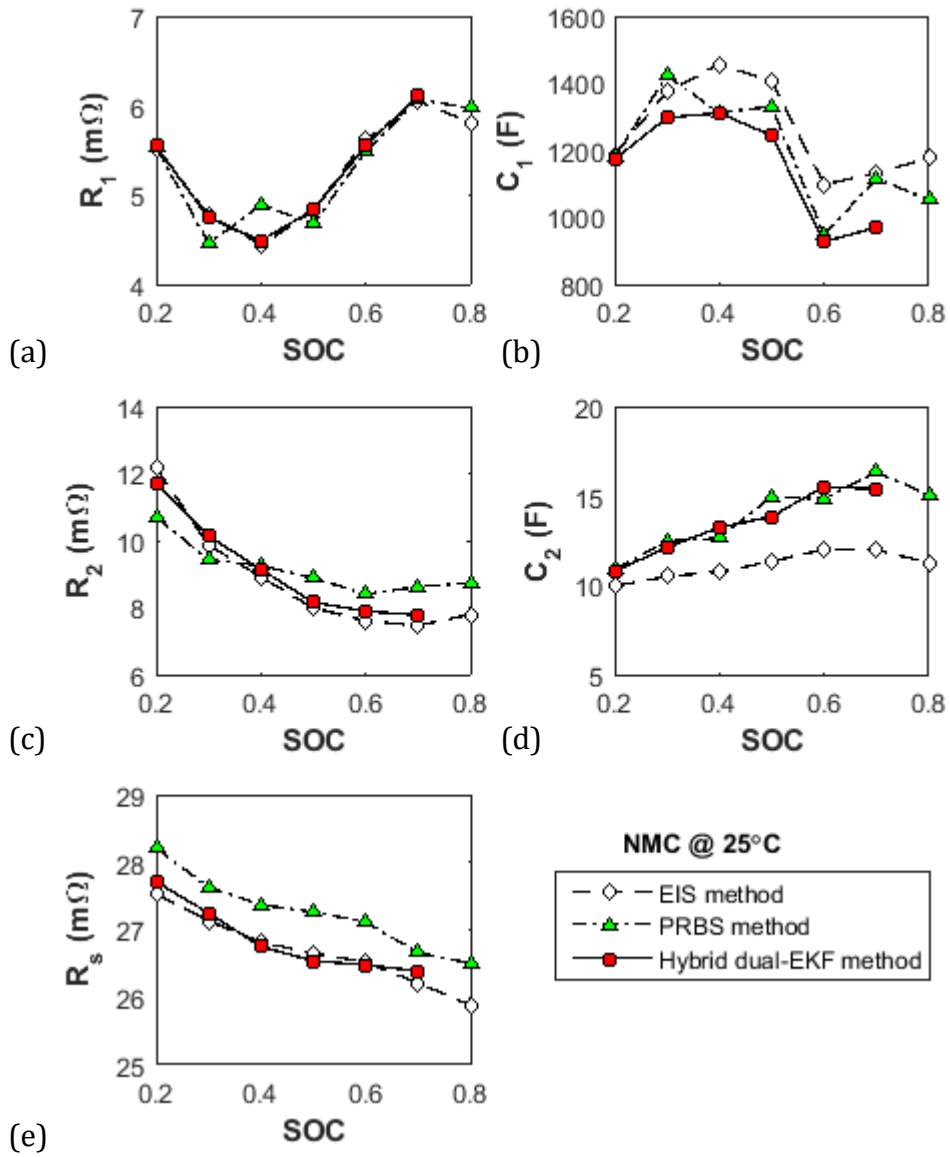 7
6
5
4
R1 (mΩ)
0.2 0.4 0.6 0.8
SOC
(a)
1600
1400
1200
1000
800
C1 (F)
0.2 0.4 0.6 0.8
SOC
(b)
14
12
10
8
6
R2 (mΩ)
0.2 0.4 0.6 0.8
SOC
(c)
20
15
10
5
C2 (F)
0.2 0.4 0.6 0.8
SOC
(d)
29
28
27
26
25
Rs (mΩ)
0.2 0.4 0.6 0.8
SOC
(e)
NMC @ 25°C
EIS method
PRBS method
Hybrid dual-EKF method